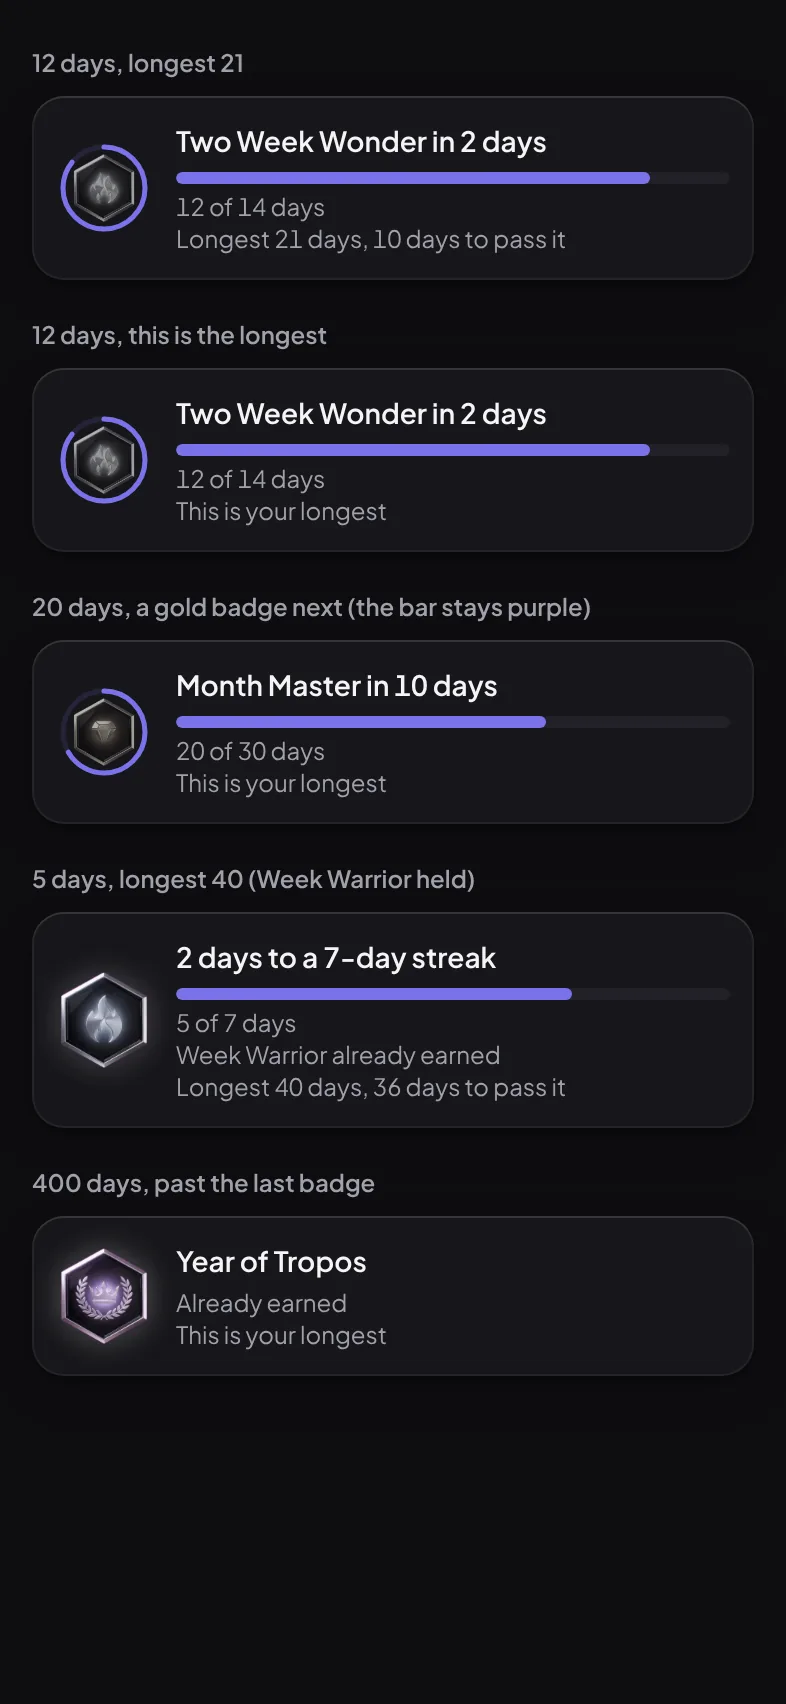 12 days, longest 21
Two Week Wonder in 2 days
12 of 14 days
Longest 21 days, 10 days to pass it
12 days, this is the longest
Two Week Wonder in 2 days
12 of 14 days
This is your longest
20 days, a gold badge next (the bar stays purple)
Month Master in 10 days
20 of 30 days
This is your longest
5 days, longest 40 (Week Warrior held)
2 days to a 7-day streak
5 of 7 days
Week Warrior already earned
Longest 40 days, 36 days to pass it
400 days, past the last badge
Year of Tropos
Already earned
This is your longest